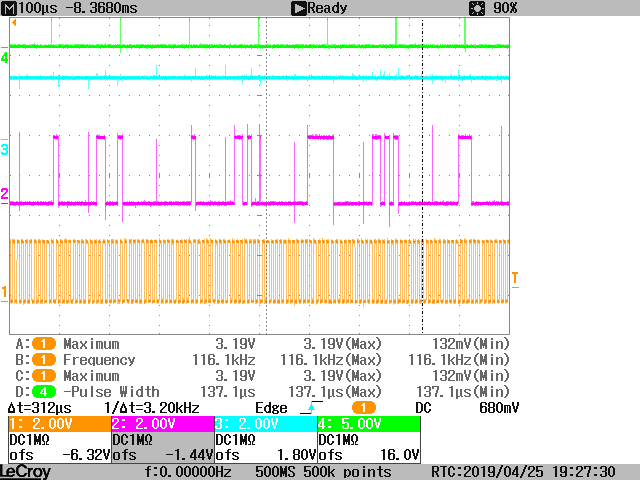 M 100µs -8.3680ms Ready 90%
4
3
2
1
T
A: 1 Maximum 3.19V 3.19V(Max) 132mV(Min)
B: 1 Frequency 116.1kHz 116.1kHz(Max) 116.1kHz(Min)
C: 1 Maximum 3.19V 3.19V(Max) 132mV(Min)
D: 4 -Pulse Width 137.1µs 137.1µs(Max) 137.1µs(Min)
Δt=312µs 1/Δt=3.20kHz Edge 1 DC 680mV
1: 2.00V 2: 2.00V 3: 2.00V 4: 5.00V
DC1MΩ DC1MΩ DC1MΩ DC1MΩ
ofs -6.32V ofs -1.44V ofs 1.80V ofs 16.0V
LeCroy f:0.00000Hz 500MS 500k points RTC:2019/04/25 19:27:30